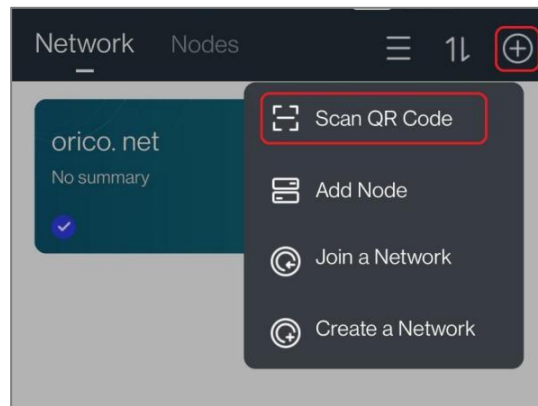 Network Nodes
orico. net
No summary
Scan QR Code
Add Node
Join a Network
Create a Network